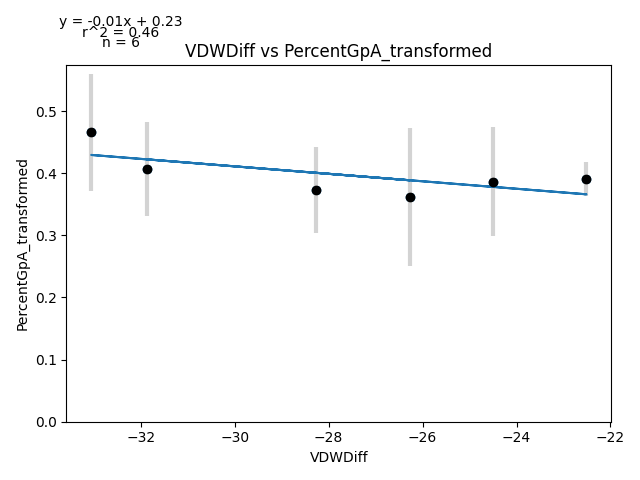 y = -0.01x + 0.23
r^2 = 0.46
n = 6
VDWDiff vs PercentGpA_transformed
PercentGpA_transformed
0.5
0.4
0.3
0.2
0.1
0.0
−32 −30 −28 −26 −24 −22
VDWDiff